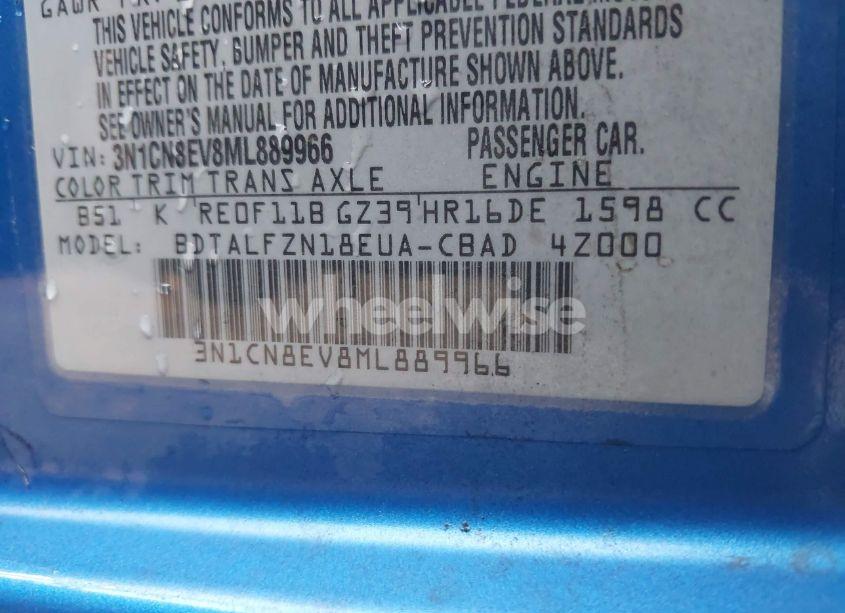 THIS VEHICLE CONFORMS TO ALL APPLICABLE FEDERAL
VEHICLE SAFETY, BUMPER AND THEFT PREVENTION STANDARDS
IN EFFECT ON THE DATE OF MANUFACTURE SHOWN ABOVE.
SEE OWNER'S MANUAL FOR ADDITIONAL INFORMATION.
VIN: 3N1CN8EV8ML889966 PASSENGER CAR.
COLOR TRIM TRANS AXLE ENGINE
B51 K RE0F11B GZ39 HR16DE 1598 CC
MODEL: BDTALFZN18EUA-CBAD 4Z000
wheelwise
3N1CN8EV8ML889966